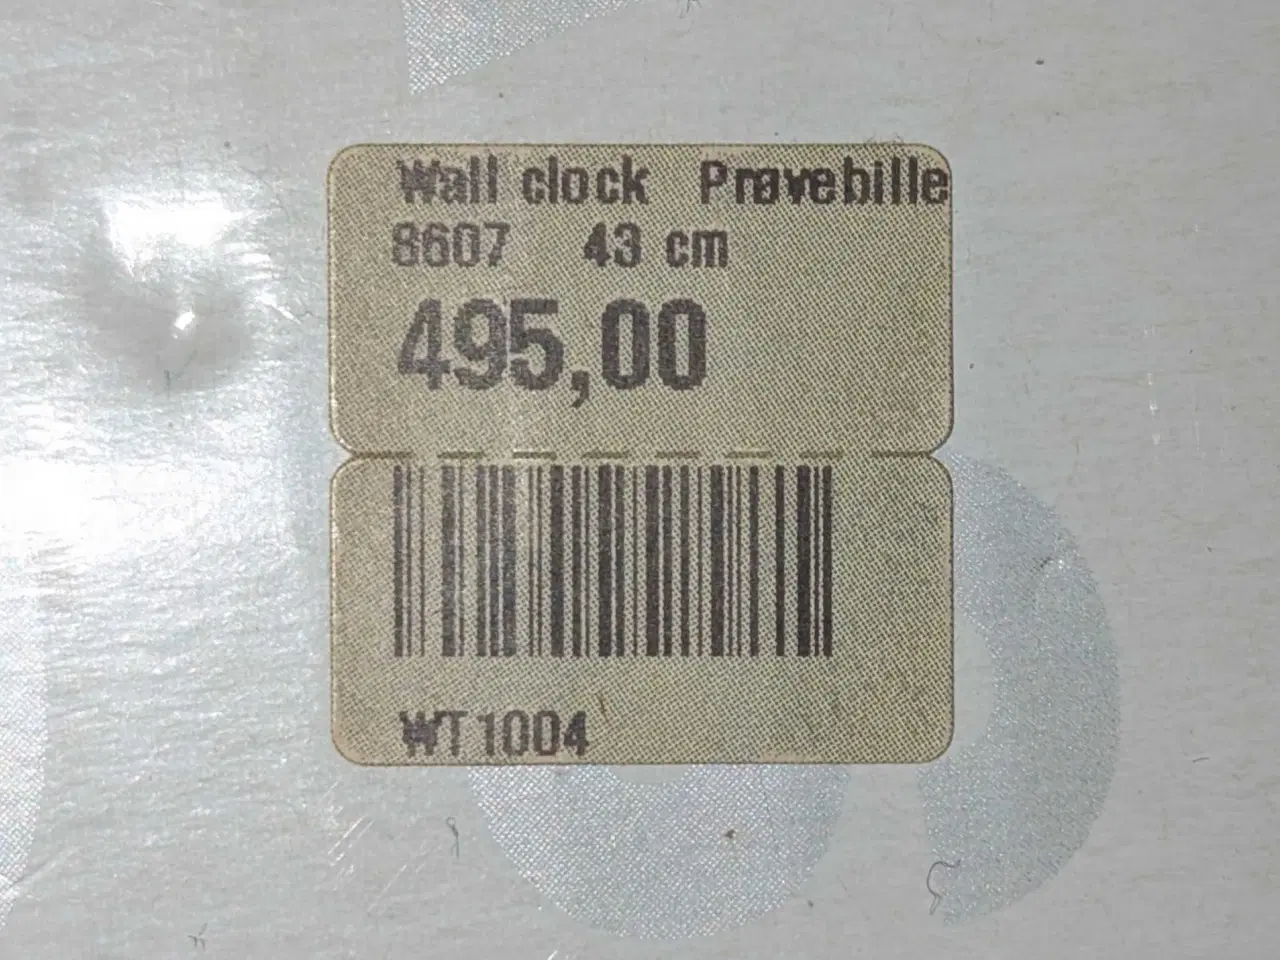 Wall clock Prøvebille
8607 43 cm
495,00
WT1004